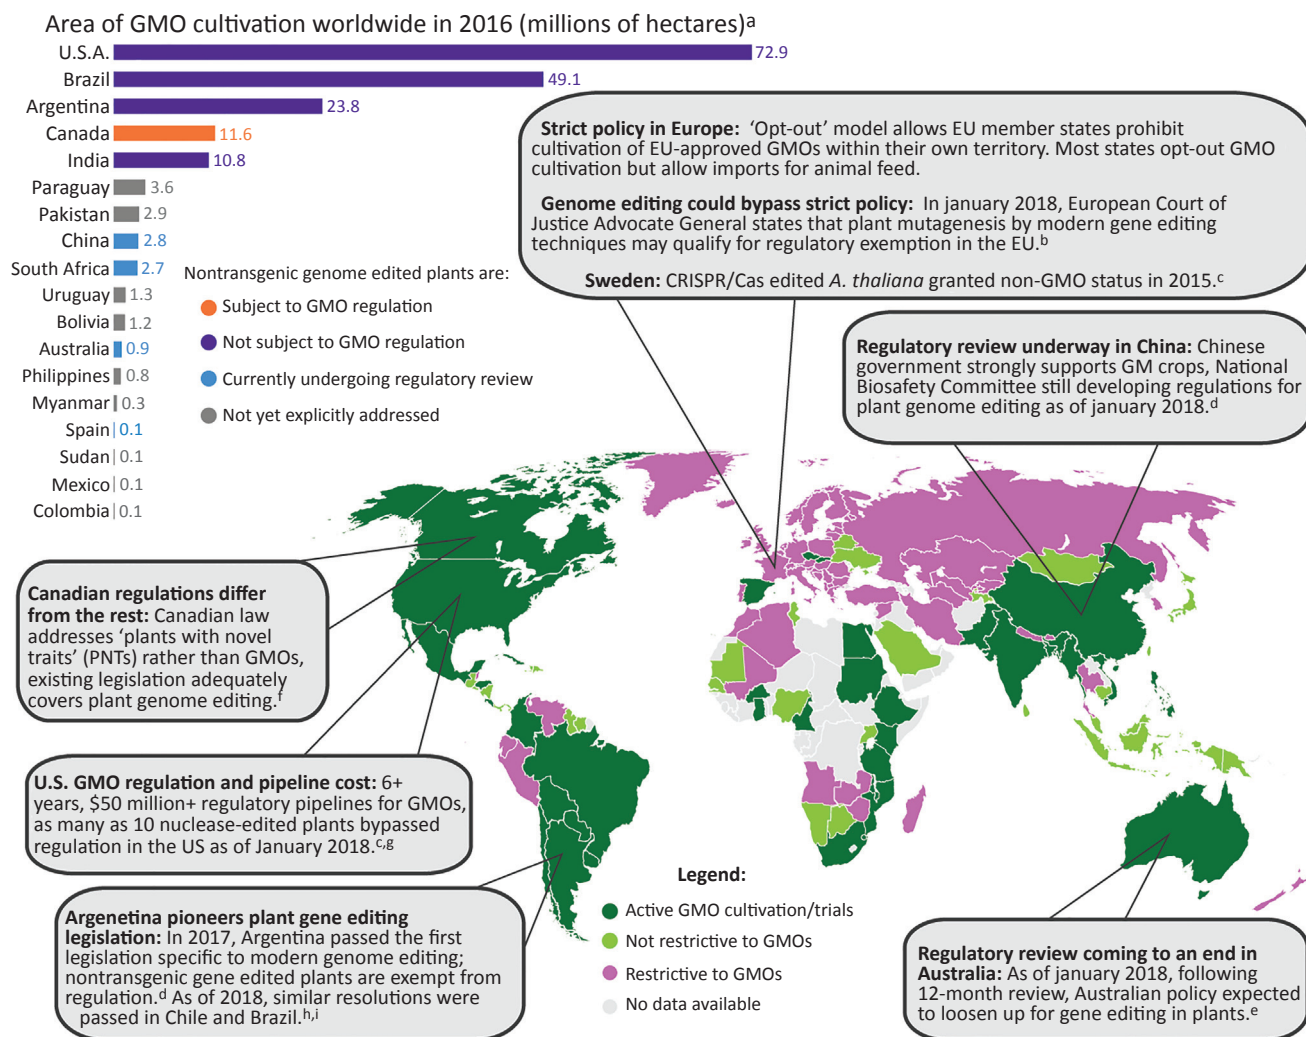 Area of GMO cultivation worldwide in 2016 (millions of hectares)a
U.S.A. 72.9
Brazil 49.1
Argentina 23.8
Canada 11.6
India 10.8
Paraguay 3.6
Pakistan 2.9
China 2.8
South Africa 2.7
Uruguay 1.3
Bolivia 1.2
Australia 0.9
Philippines 0.8
Myanmar 0.3
Spain 0.1
Sudan 0.1
Mexico 0.1
Colombia 0.1
Nontransgenic genome edited plants are:
Subject to GMO regulation
Not subject to GMO regulation
Currently undergoing regulatory review
Not yet explicitly addressed
Strict policy in Europe: ‘Opt-out’ model allows EU member states prohibit
cultivation of EU-approved GMOs within their own territory. Most states opt-out GMO
cultivation but allow imports for animal feed.
Genome editing could bypass strict policy: In january 2018, European Court of
Justice Advocate General states that plant mutagenesis by modern gene editing
techniques may qualify for regulatory exemption in the EU.b
Sweden: CRISPR/Cas edited A. thaliana granted non-GMO status in 2015.c
Regulatory review underway in China: Chinese
government strongly supports GM crops, National
Biosafety Committee still developing regulations for
plant genome editing as of january 2018.d
Canadian regulations differ
from the rest: Canadian law
addresses ‘plants with novel
traits’ (PNTs) rather than GMOs,
existing legislation adequately
covers plant genome editing.f
U.S. GMO regulation and pipeline cost: 6+
years, $50 million+ regulatory pipelines for GMOs,
as many as 10 nuclease-edited plants bypassed
regulation in the US as of January 2018.c,g
Argenetina pioneers plant gene editing
legislation: In 2017, Argentina passed the first
legislation specific to modern genome editing;
nontransgenic gene edited plants are exempt from
regulation.d As of 2018, similar resolutions were
passed in Chile and Brazil.h,i
Legend:
Active GMO cultivation/trials
Not restrictive to GMOs
Restrictive to GMOs
No data available
Regulatory review coming to an end in
Australia: As of january 2018, following
12-month review, Australian policy expected
to loosen up for gene editing in plants.e